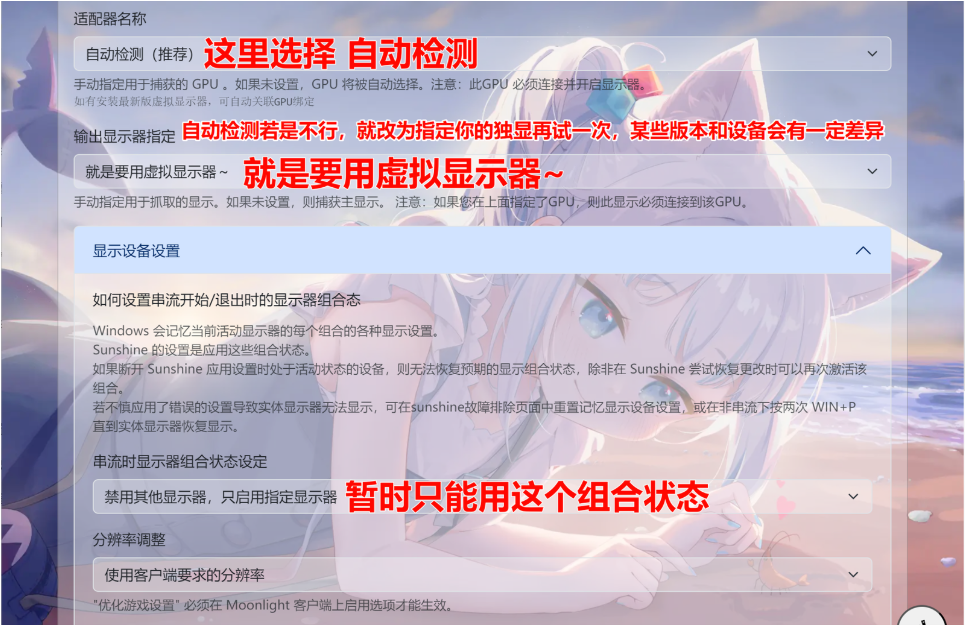 适配器名称
自动检测（推荐） 这里选择 自动检测
手动指定用于捕获的 GPU 。如果未设置，GPU 将被自动选择。注意：此GPU 必须连接并开启显示器。
如有安装最新版虚拟显示器，可自动关联GPU绑定
输出显示器指定 自动检测若是不行，就改为指定你的独显再试一次，某些版本和设备会有一定差异
就是要用虚拟显示器~ 就是要用虚拟显示器~
手动指定用于抓取的显示。如果未设置，则捕获主显示。 注意：如果您在上面指定了GPU，则此显示必须连接到该GPU。
显示设备设置
如何设置串流开始/退出时的显示器组合态
Windows 会记忆当前活动显示器的每个组合的各种显示设置。
Sunshine 的设置是应用这些组合状态。
如果断开 Sunshine 应用设置时处于活动状态的设备，则无法恢复预期的显示组合状态，除非在 Sunshine 尝试恢复更改时可以再次激活该
组合。
若不慎应用了错误的设置导致实体显示器无法显示，可在sunshine故障排除页面中重置记忆显示设备设置，或在非串流下按两次 WIN+P
直到实体显示器恢复显示。
串流时显示器组合状态设定
禁用其他显示器，只启用指定显示器 暂时只能用这个组合状态
分辨率调整
使用客户端要求的分辨率
"优化游戏设置" 必须在 Moonlight 客户端上启用选项才能生效。